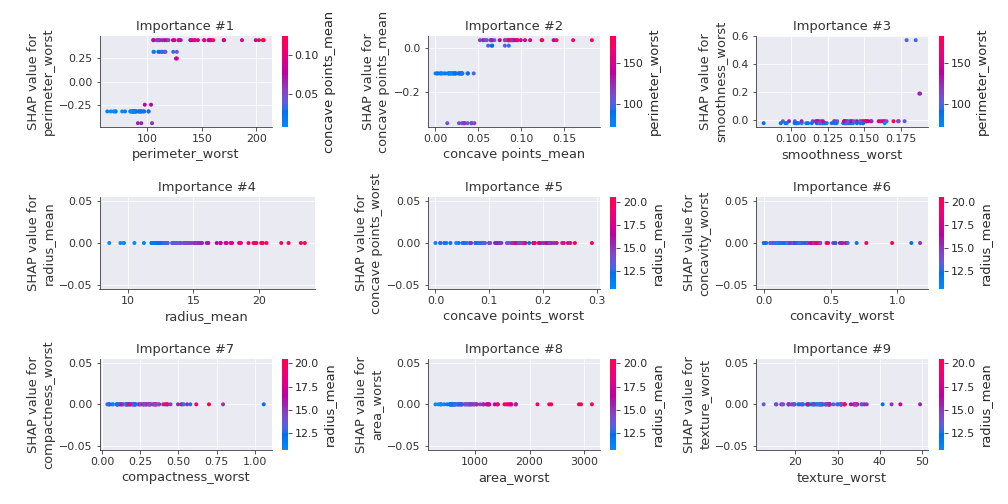 Importance #1
SHAP value for
perimeter_worst
0.25
0.00
−0.25
100
150
200
perimeter_worst
0.10
0.05
concave points_mean
Importance #2
SHAP value for
concave points_mean
0.0
−0.2
0.00
0.05
0.10
0.15
concave points_mean
150
100
perimeter_worst
Importance #3
SHAP value for
smoothness_worst
0.6
0.4
0.2
0.0
0.100
0.125
0.150
0.175
smoothness_worst
150
100
perimeter_worst
Importance #4
SHAP value for
radius_mean
0.05
0.00
−0.05
10
15
20
radius_mean
Importance #5
SHAP value for
concave points_worst
0.05
0.00
−0.05
0.0
0.1
0.2
0.3
concave points_worst
20.0
17.5
15.0
12.5
radius_mean
Importance #6
SHAP value for
concavity_worst
0.05
0.00
−0.05
0.0
0.5
1.0
concavity_worst
20.0
17.5
15.0
12.5
radius_mean
Importance #7
SHAP value for
compactness_worst
0.05
0.00
−0.05
0.00
0.25
0.50
0.75
1.00
compactness_worst
20.0
17.5
15.0
12.5
radius_mean
Importance #8
SHAP value for
area_worst
0.05
0.00
−0.05
1000
2000
3000
area_worst
20.0
17.5
15.0
12.5
radius_mean
Importance #9
SHAP value for
texture_worst
0.05
0.00
−0.05
20
30
40
50
texture_worst
20.0
17.5
15.0
12.5
radius_mean